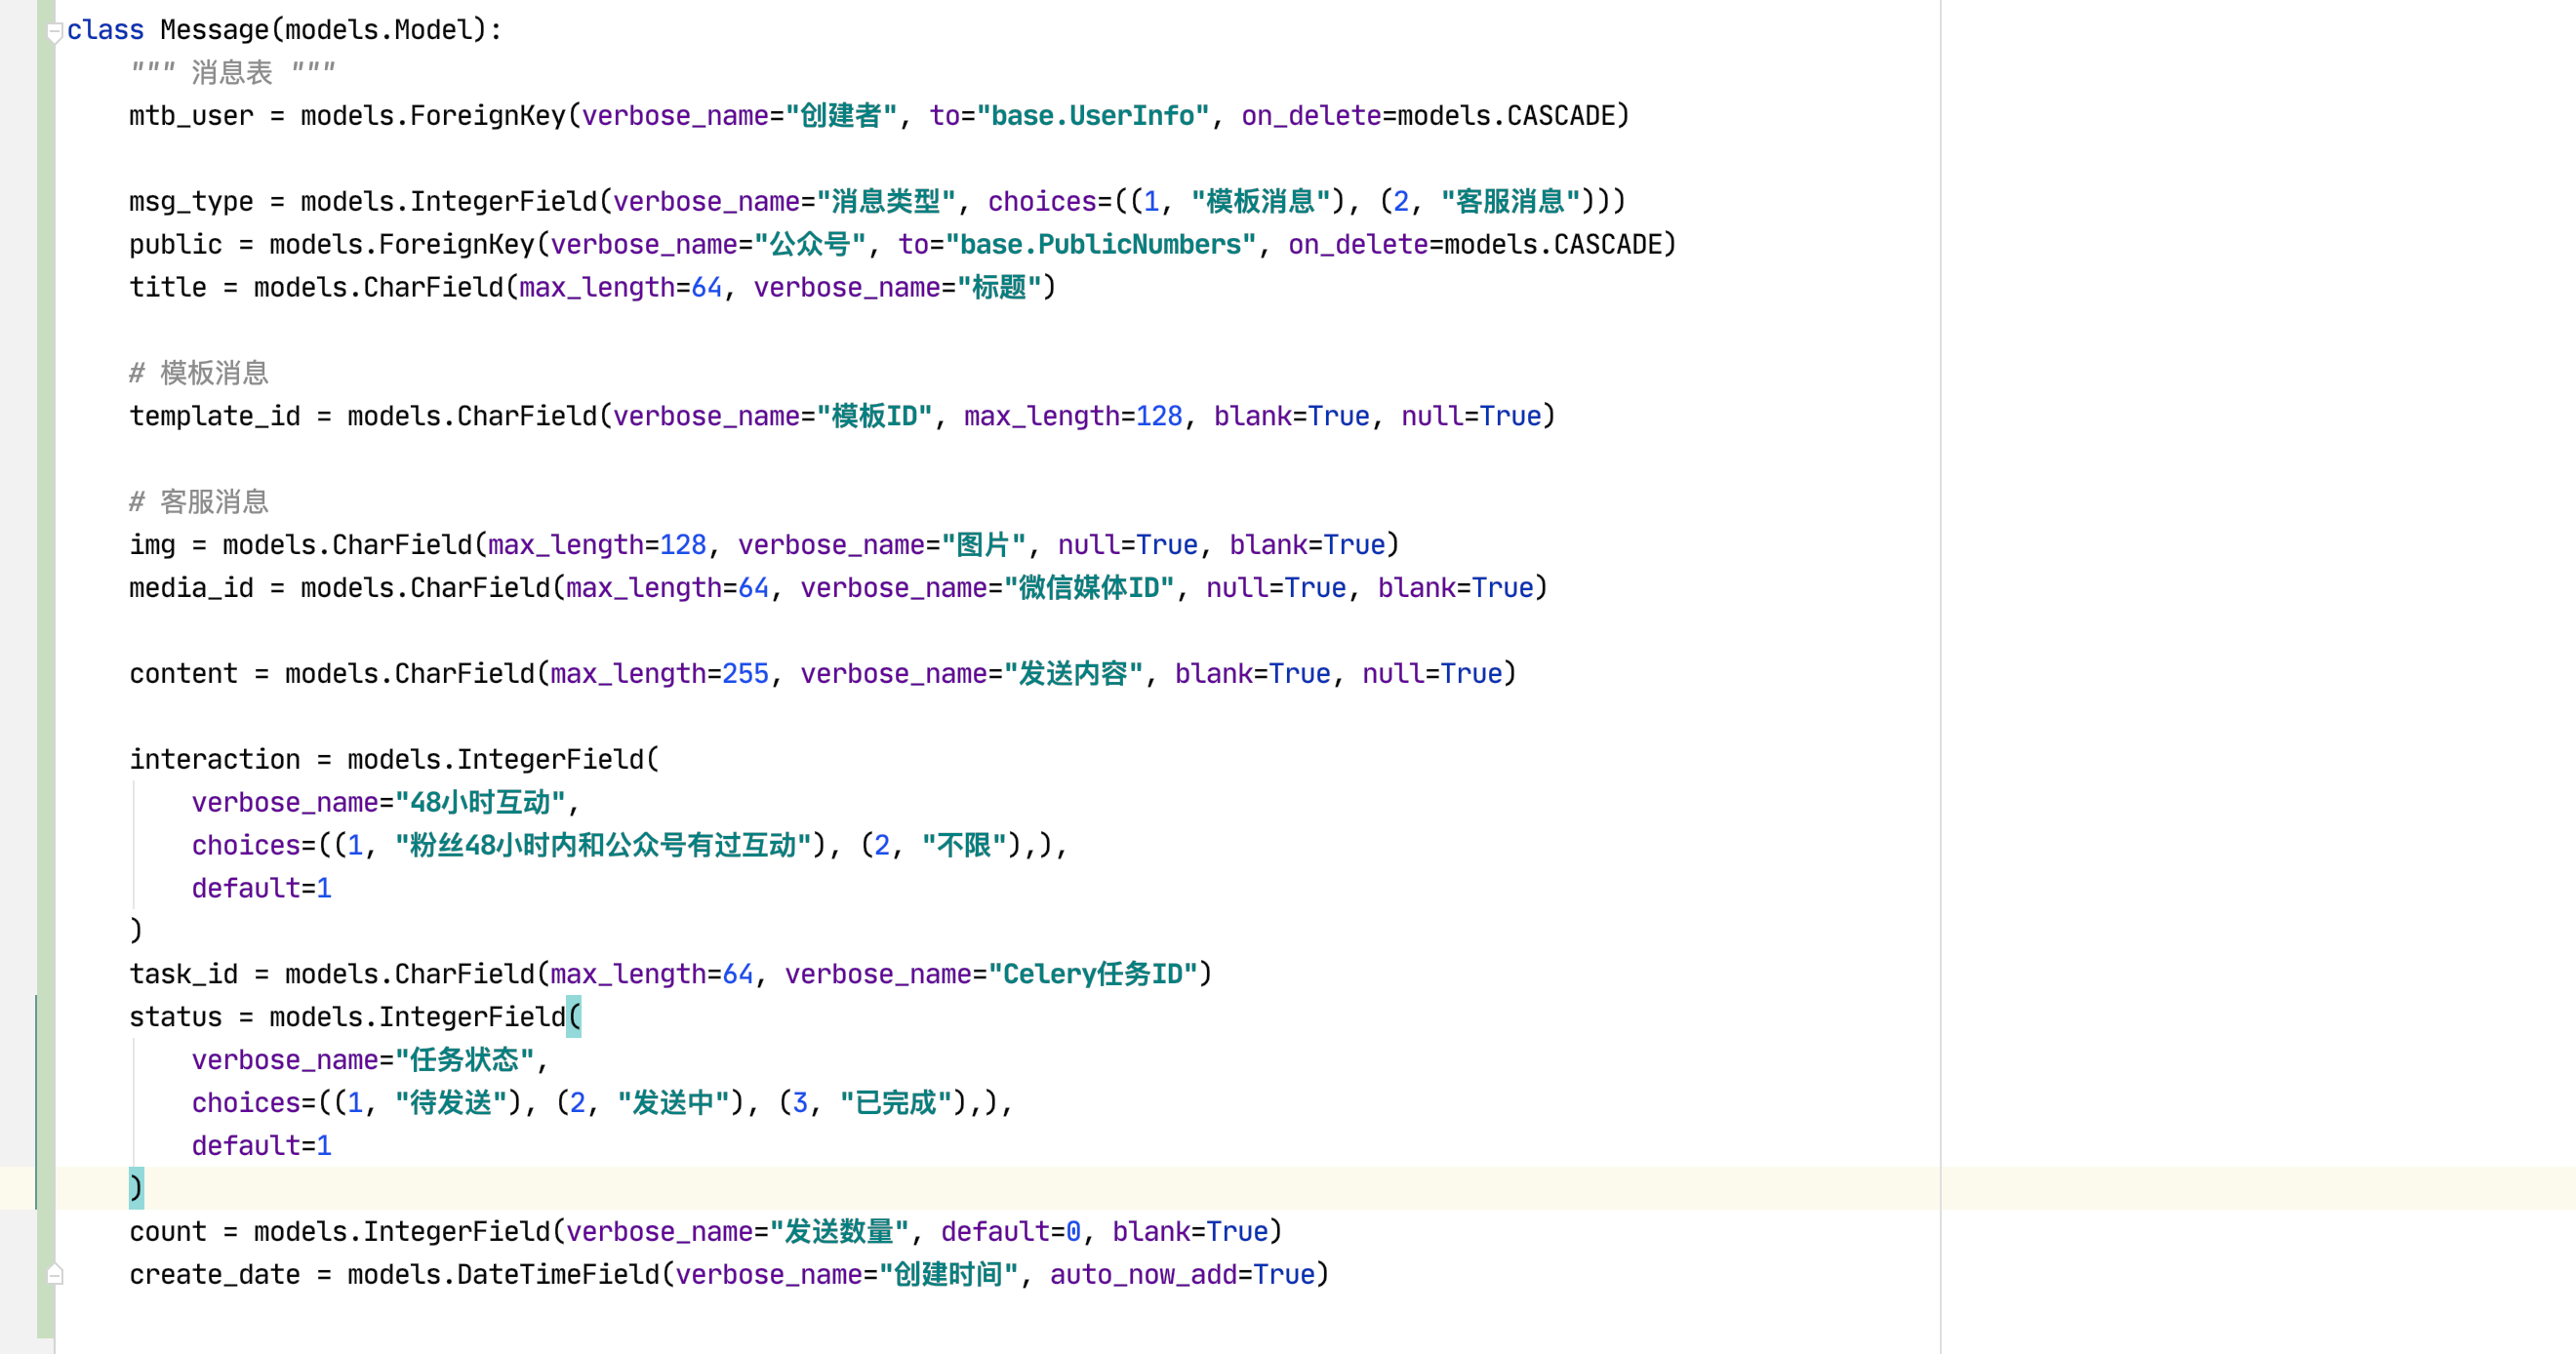 class Message(models.Model):
    """ 消息表 """
    mtb_user = models.ForeignKey(verbose_name="创建者", to="base.UserInfo", on_delete=models.CASCADE)
    msg_type = models.IntegerField(verbose_name="消息类型", choices=((1, "模板消息"), (2, "客服消息")))
    public = models.ForeignKey(verbose_name="公众号", to="base.PublicNumbers", on_delete=models.CASCADE)
    title = models.CharField(max_length=64, verbose_name="标题")
    # 模板消息
    template_id = models.CharField(verbose_name="模板ID", max_length=128, blank=True, null=True)
    # 客服消息
    img = models.CharField(max_length=128, verbose_name="图片", null=True, blank=True)
    media_id = models.CharField(max_length=64, verbose_name="微信媒体ID", null=True, blank=True)
    content = models.CharField(max_length=255, verbose_name="发送内容", blank=True, null=True)
    interaction = models.IntegerField(
        verbose_name="48小时互动",
        choices=((1, "粉丝48小时内和公众号有过互动"), (2, "不限"),),
        default=1
    )
    task_id = models.CharField(max_length=64, verbose_name="Celery任务ID")
    status = models.IntegerField(
        verbose_name="任务状态",
        choices=((1, "待发送"), (2, "发送中"), (3, "已完成"),),
        default=1
    )
    count = models.IntegerField(verbose_name="发送数量", default=0, blank=True)
    create_date = models.DateTimeField(verbose_name="创建时间", auto_now_add=True)